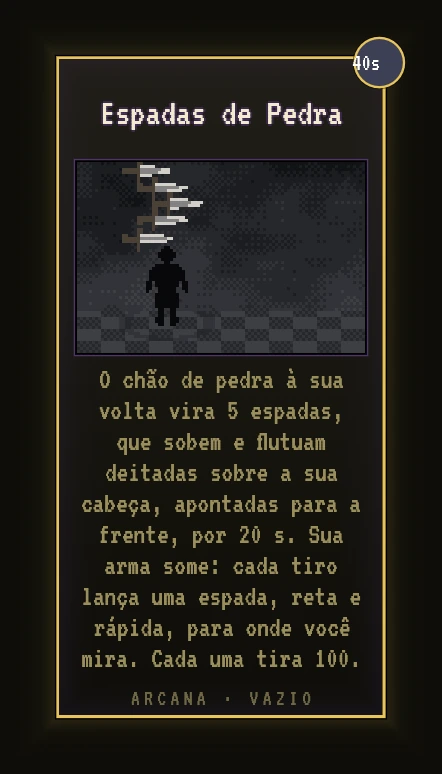 40s
Espadas de Pedra
O chão de pedra à sua
volta vira 5 espadas,
que sobem e flutuam
deitadas sobre a sua
cabeça, apontadas para a
frente, por 20 s. Sua
arma some: cada tiro
lança uma espada, reta e
rápida, para onde você
mira. Cada uma tira 100.
ARCANA · VAZIO